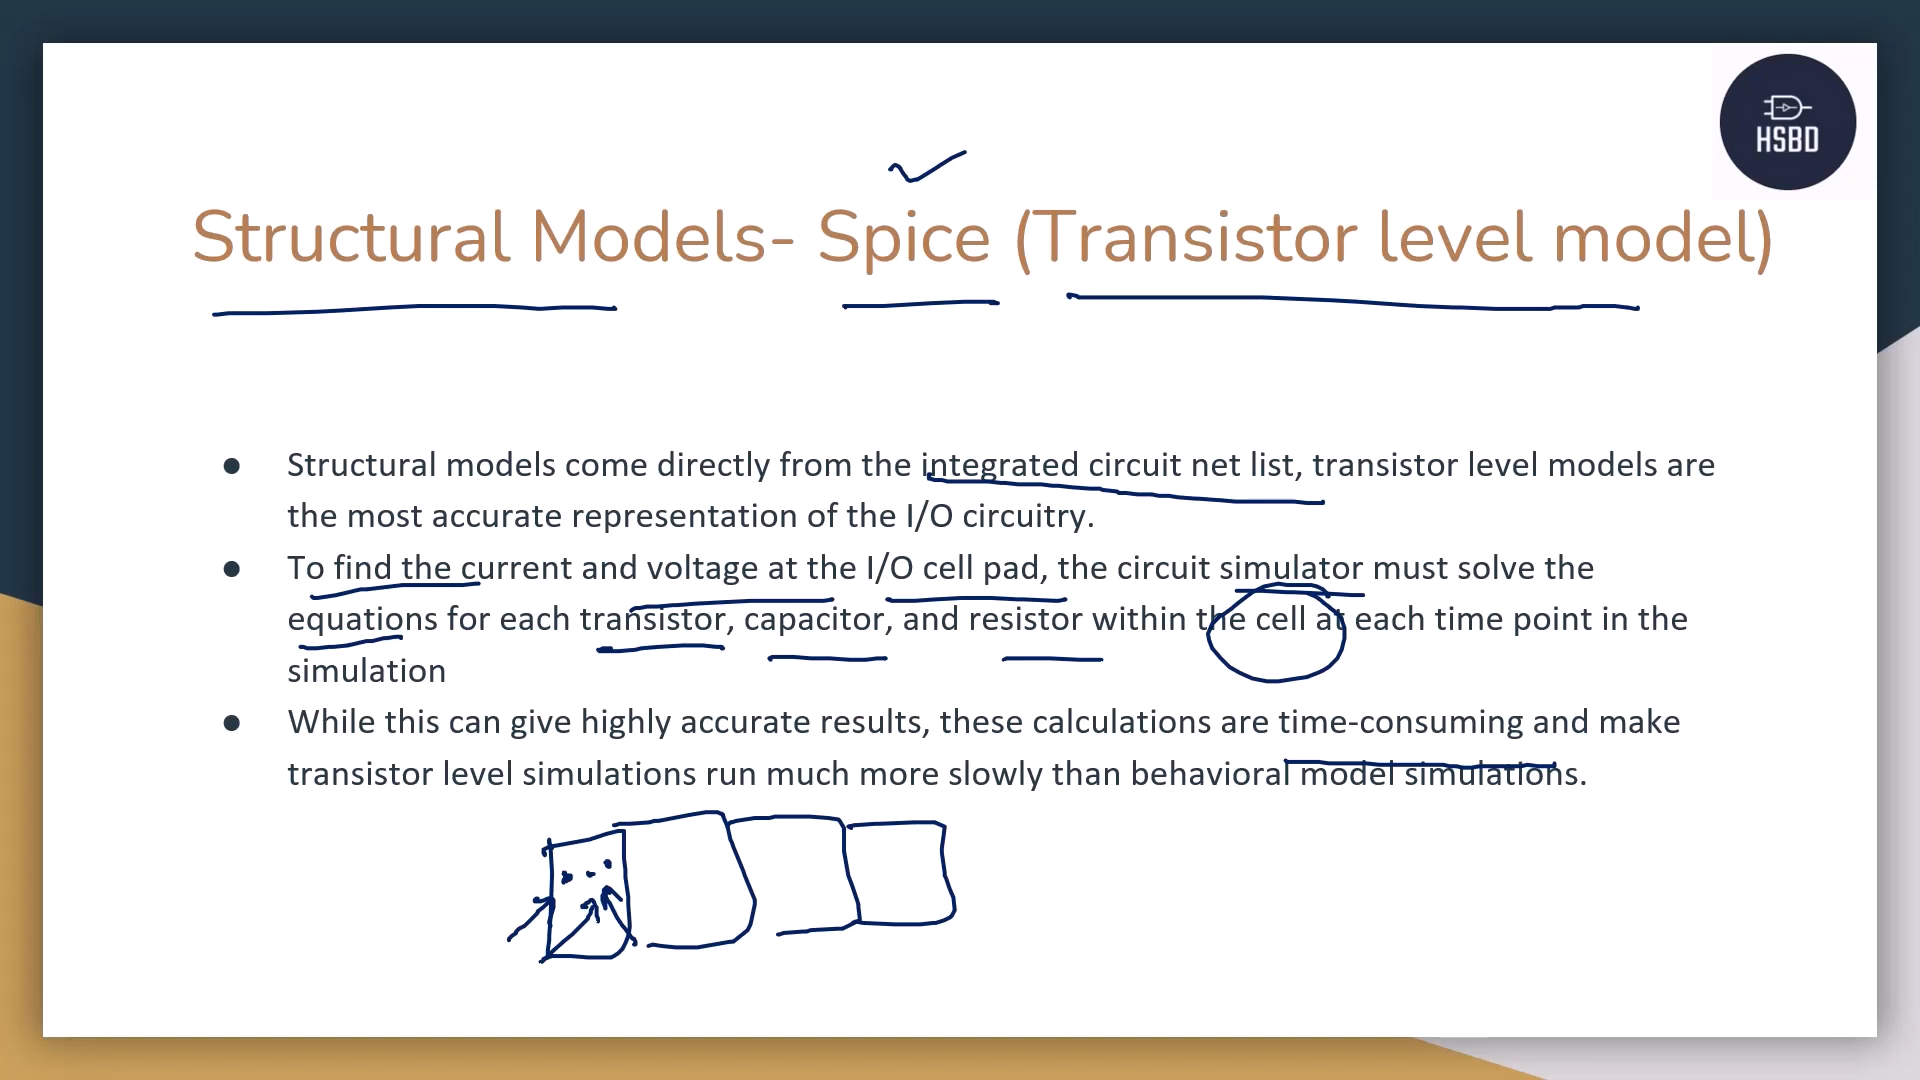 HSBD
Structural Models- Spice (Transistor level model)
● Structural models come directly from the integrated circuit net list, transistor level models are
the most accurate representation of the I/O circuitry.
● To find the current and voltage at the I/O cell pad, the circuit simulator must solve the
equations for each transistor, capacitor, and resistor within the cell at each time point in the
simulation
● While this can give highly accurate results, these calculations are time-consuming and make
transistor level simulations run much more slowly than behavioral model simulations.